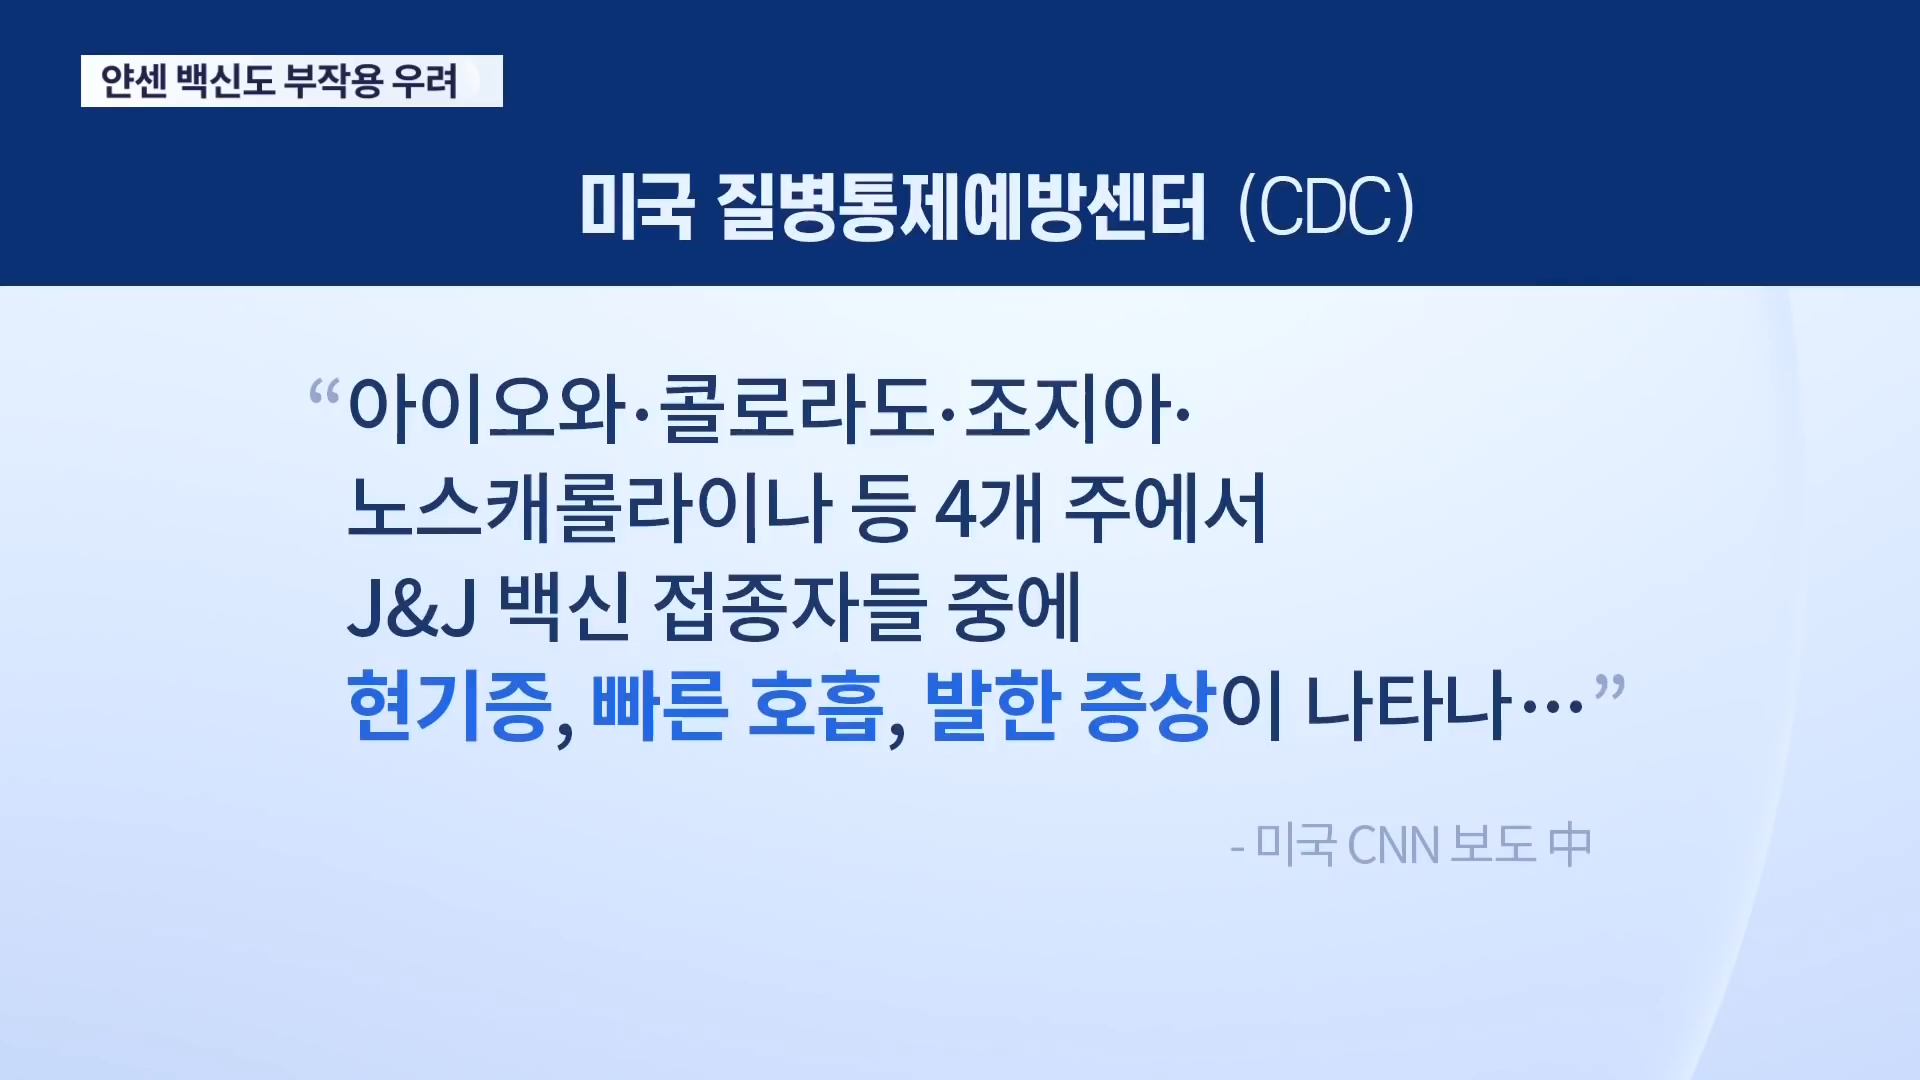 얀센 백신도 부작용 우려
미국 질병통제예방센터 (CDC)
“아이오와·콜로라도·조지아·
노스캐롤라이나 등 4개 주에서
J&J 백신 접종자들 중에
현기증, 빠른 호흡, 발한 증상이 나타나…”
- 미국 CNN 보도 中